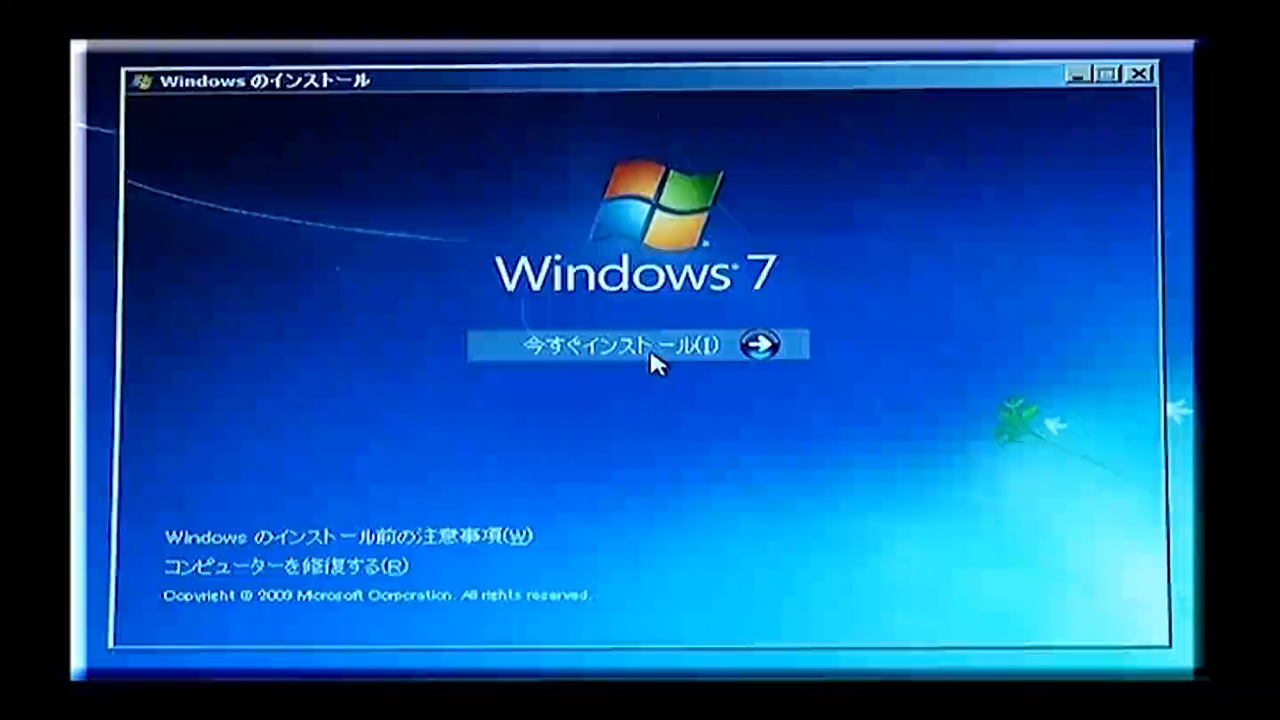 Windows のインストール
Windows 7
今すぐインストール(I)
Windows のインストール前の注意事項(W)
コンピューターを修復する(R)
Copyright © 2009 Microsoft Corporation. All rights reserved.